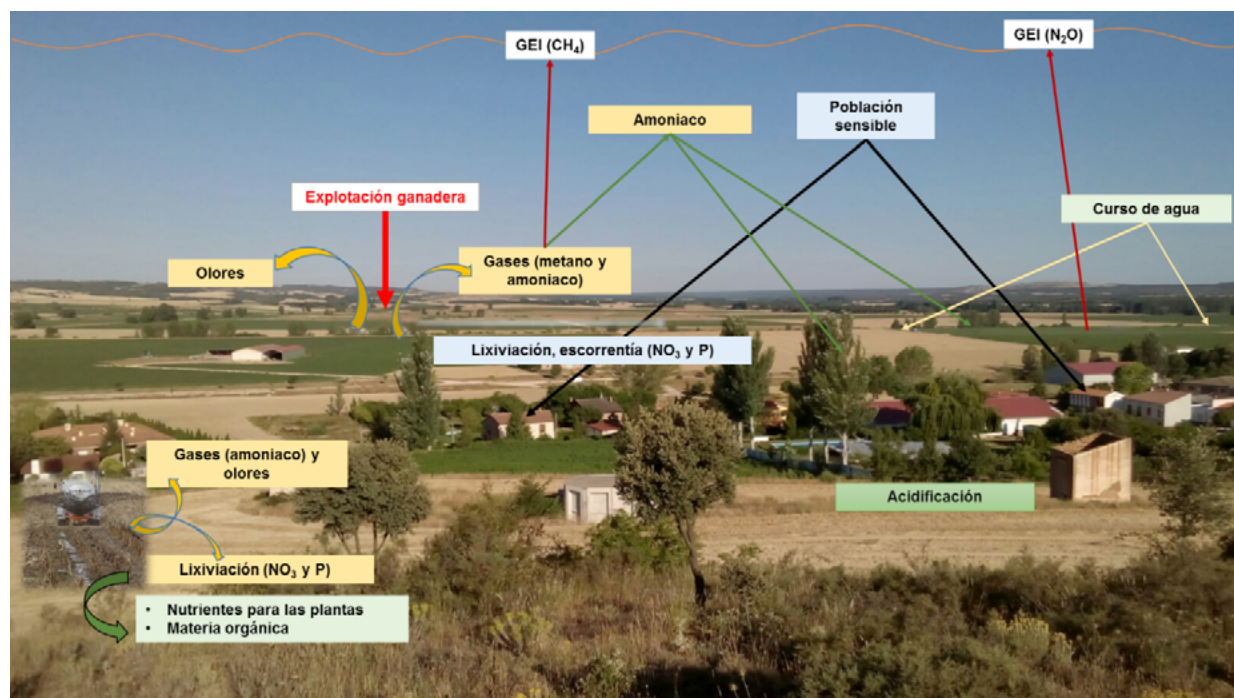 GEI (CH₄)
GEI (N₂O)
Amoniaco
Población
sensible
Explotación ganadera
Curso de agua
Olores
Gases (metano y
amoniaco)
Lixiviación, escorrentía (NO₃ y P)
Gases (amoniaco) y
olores
Acidificación
Lixiviación (NO₃ y P)
• Nutrientes para las plantas
• Materia orgánica